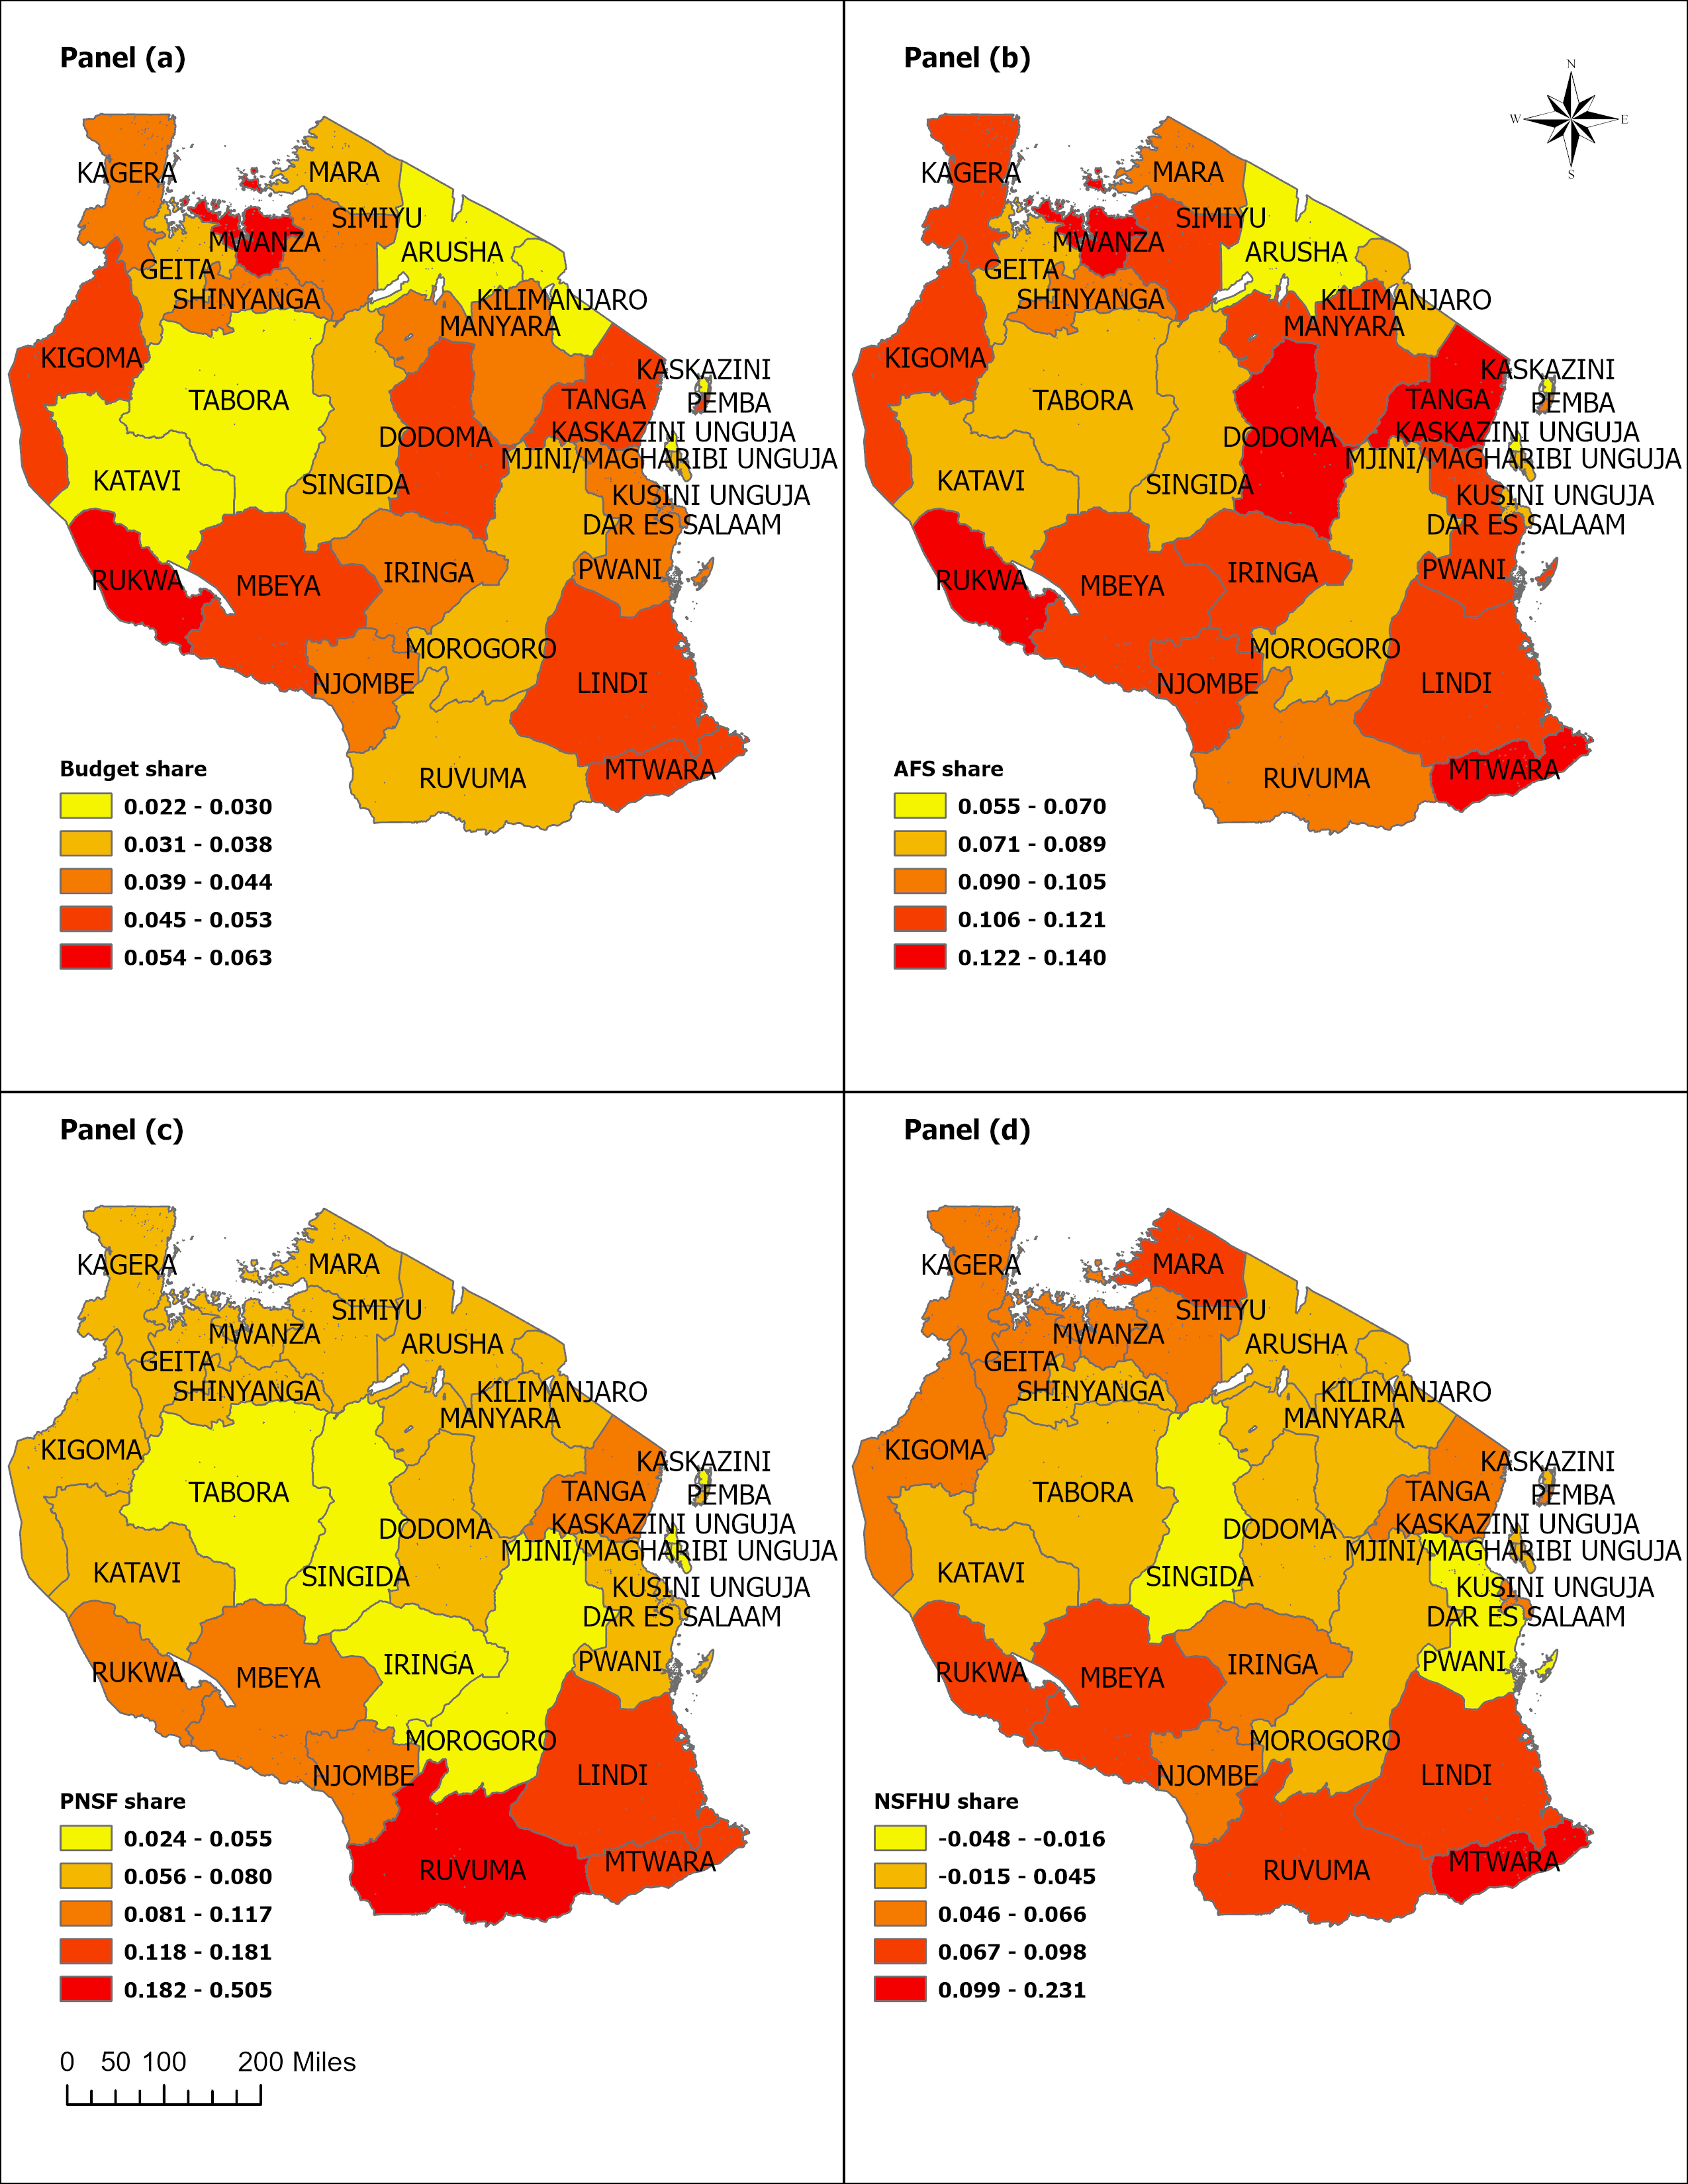 Panel (a)
KAGERA
MARA
SIMIYU
MWANZA
ARUSHA
GEITA
SHINYANGA
KILIMANJARO
MANYARA
KIGOMA
KASKAZINI
PEMBA
TABORA
TANGA
DODOMA
KASKAZINI UNGUJA
MJINI/MAGHARIBI UNGUJA
KATAVI
SINGIDA
KUSINI UNGUJA
DAR ES SALAAM
RUKWA
MBEYA
IRINGA
PWANI
MOROGORO
NJOMBE
LINDI
RUVUMA
MTWARA
Budget share
0.022 - 0.030
0.031 - 0.038
0.039 - 0.044
0.045 - 0.053
0.054 - 0.063
Panel (b)
N
W
E
S
KAGERA
MARA
SIMIYU
MWANZA
ARUSHA
GEITA
SHINYANGA
KILIMANJARO
MANYARA
KIGOMA
KASKAZINI
PEMBA
TABORA
TANGA
DODOMA
KASKAZINI UNGUJA
MJINI/MAGHARIBI UNGUJA
KATAVI
SINGIDA
KUSINI UNGUJA
DAR ES SALAAM
RUKWA
MBEYA
IRINGA
PWANI
MOROGORO
NJOMBE
LINDI
RUVUMA
MTWARA
AFS share
0.055 - 0.070
0.071 - 0.089
0.090 - 0.105
0.106 - 0.121
0.122 - 0.140
Panel (c)
KAGERA
MARA
SIMIYU
MWANZA
ARUSHA
GEITA
SHINYANGA
KILIMANJARO
MANYARA
KIGOMA
KASKAZINI
PEMBA
TABORA
TANGA
DODOMA
KASKAZINI UNGUJA
MJINI/MAGHARIBI UNGUJA
KATAVI
SINGIDA
KUSINI UNGUJA
DAR ES SALAAM
RUKWA
MBEYA
IRINGA
PWANI
MOROGORO
NJOMBE
LINDI
RUVUMA
MTWARA
PNSF share
0.024 - 0.055
0.056 - 0.080
0.081 - 0.117
0.118 - 0.181
0.182 - 0.505
0 50 100 200 Miles
Panel (d)
KAGERA
MARA
SIMIYU
MWANZA
ARUSHA
GEITA
SHINYANGA
KILIMANJARO
MANYARA
KIGOMA
KASKAZINI
PEMBA
TABORA
TANGA
DODOMA
KASKAZINI UNGUJA
MJINI/MAGHARIBI UNGUJA
KATAVI
SINGIDA
KUSINI UNGUJA
DAR ES SALAAM
RUKWA
MBEYA
IRINGA
PWANI
MOROGORO
NJOMBE
LINDI
RUVUMA
MTWARA
NSFHU share
-0.048 - -0.016
-0.015 - 0.045
0.046 - 0.066
0.067 - 0.098
0.099 - 0.231